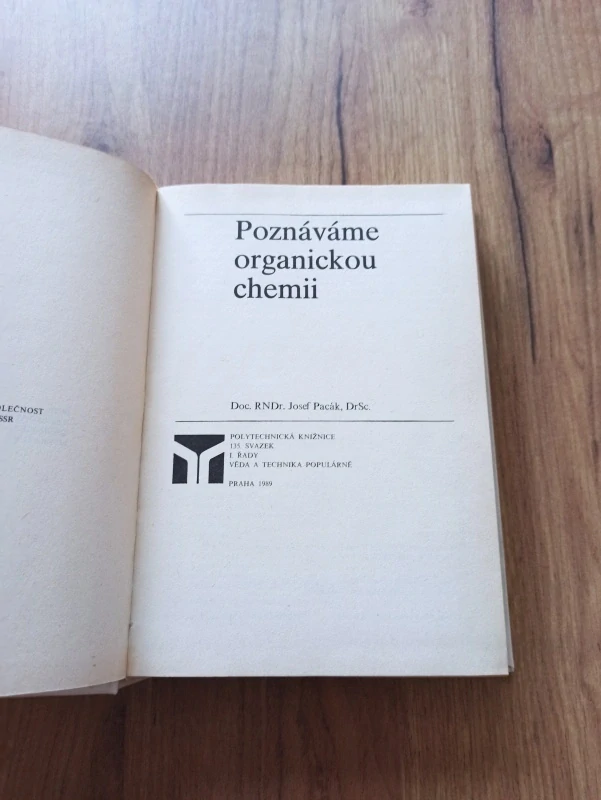 Poznáváme
organickou
chemii
Doc. RNDr. Josef Pacák, DrSc.
POLYTECHNICKÁ KNIŽNICE
135. SVAZEK
I. ŘADY
VĚDA A TECHNIKA POPULÁRNĚ
PRAHA 1989